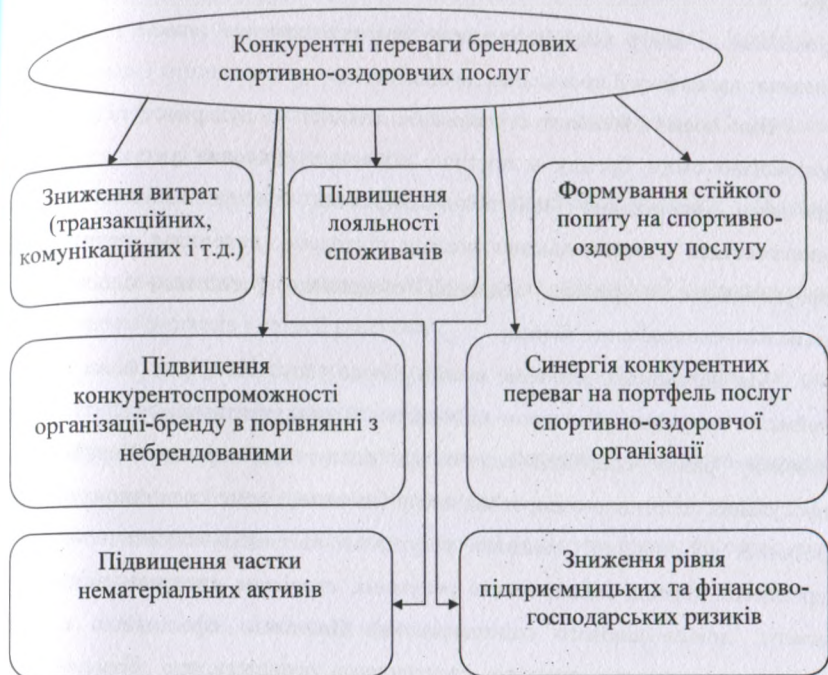 Конкурентні переваги брендових
спортивно-оздоровчих послуг
Зниження витрат
(транзакційних,
комунікаційних і т.д.)
Підвищення
лояльності
споживачів
Формування стійкого
попиту на спортивно-
оздоровчу послугу
Підвищення
конкурентоспроможності
організації-бренду в порівнянні з
небрендованими
Синергія конкурентних
переваг на портфель послуг
спортивно-оздоровчої
організації
Підвищення частки
нематеріальних активів
Зниження рівня
підприємницьких та фінансово-
господарських ризиків